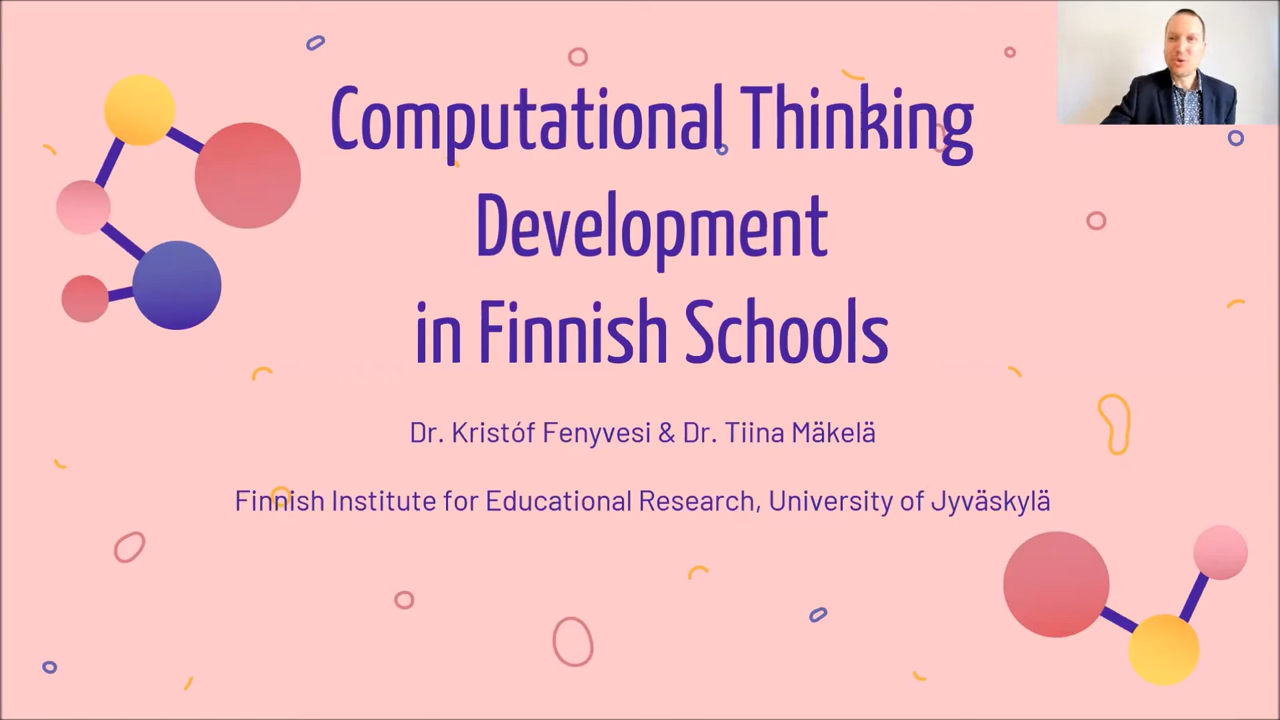 Computational Thinking
Development
in Finnish Schools
Dr. Kristóf Fenyvesi & Dr. Tiina Mäkelä
Finnish Institute for Educational Research, University of Jyväskylä